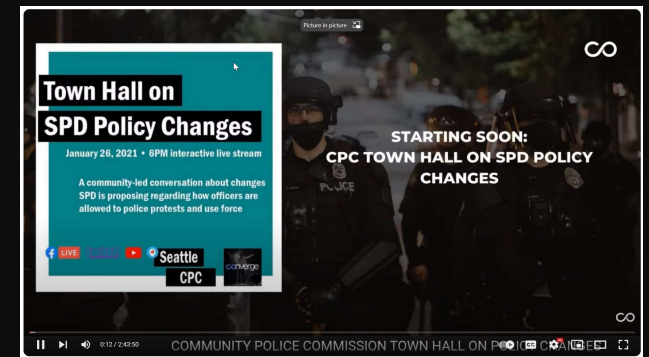 Picture in picture
Town Hall on
SPD Policy Changes
January 26, 2021 • 6PM interactive live stream
A community-led conversation about changes
SPD is proposing regarding how officers are
allowed to police protests and use force
LIVE
Seattle
CPC
converge
STARTING SOON:
CPC TOWN HALL ON SPD POLICY
CHANGES
POLICE
0:12 / 2:43:50
COMMUNITY POLICE COMMISSION TOWN HALL ON POLICY CHANGES